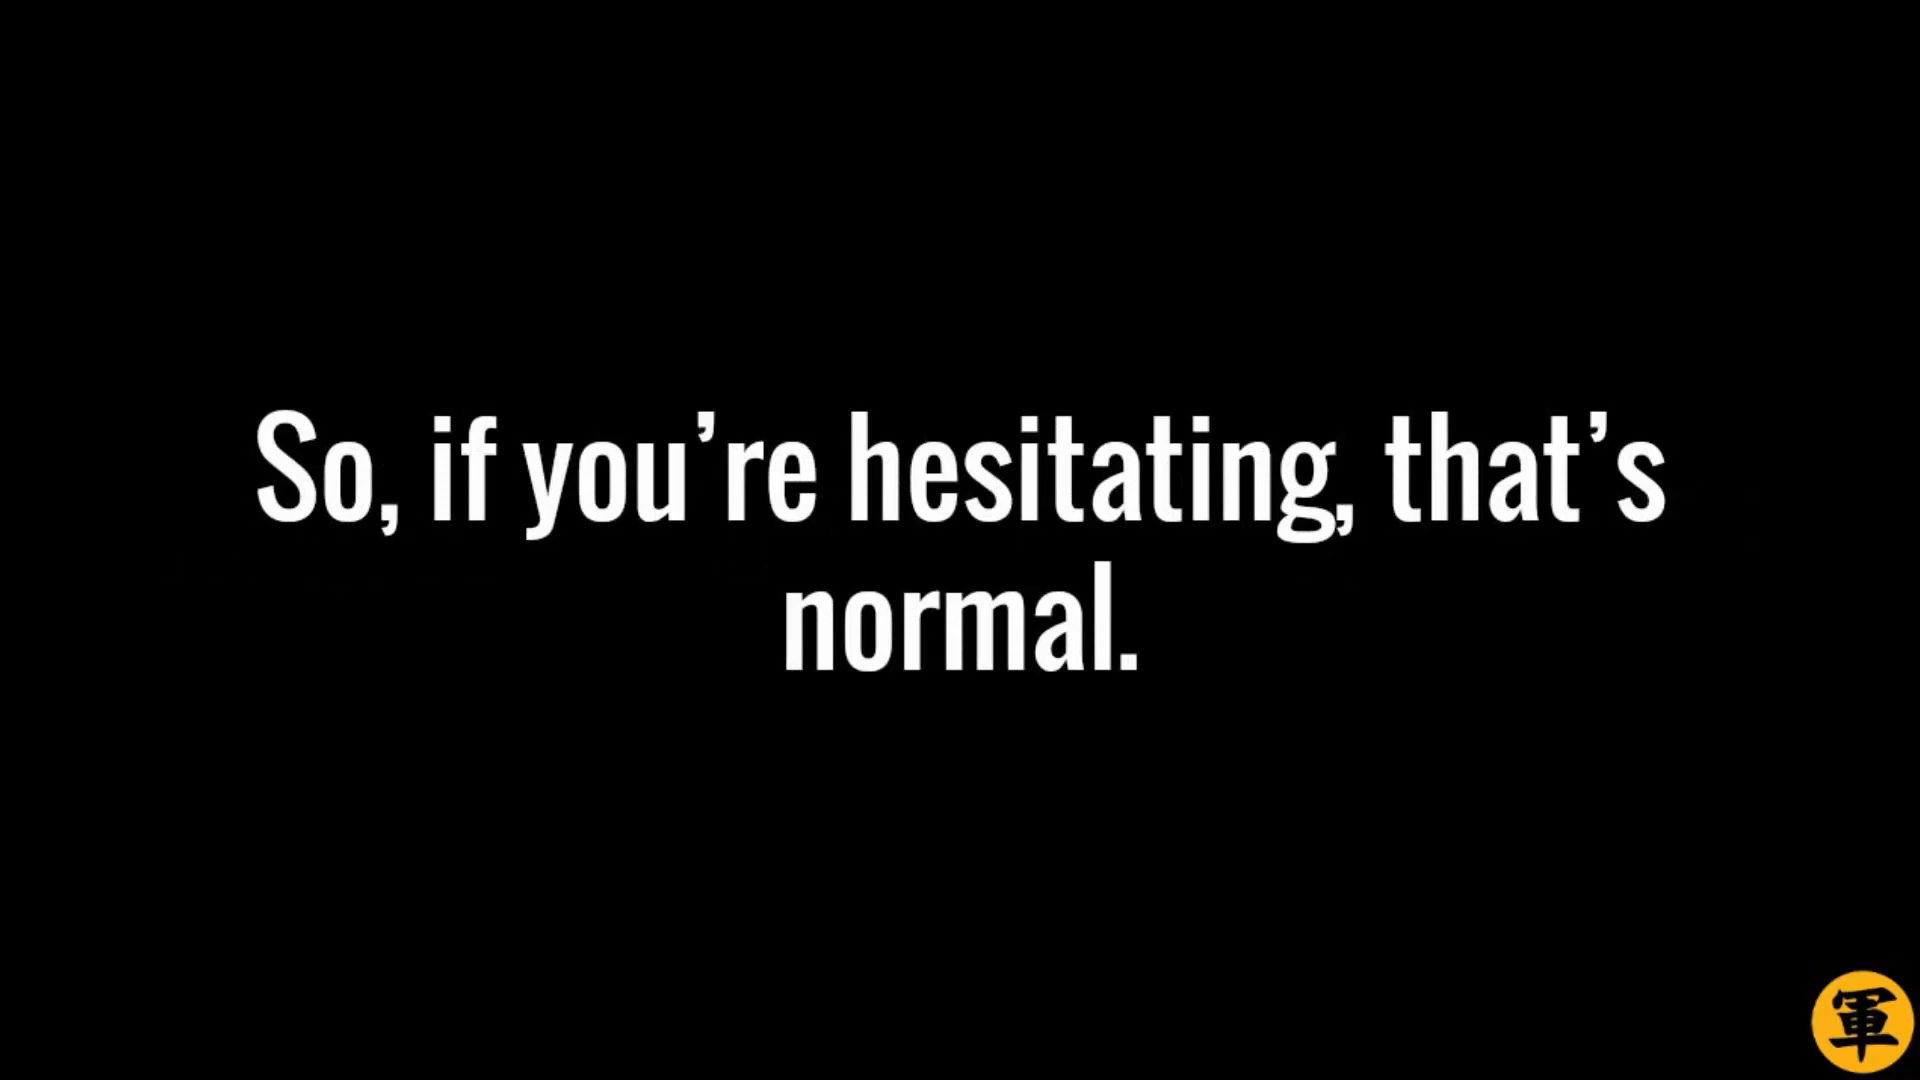 So, if you’re hesitating, that’s
normal.
軍